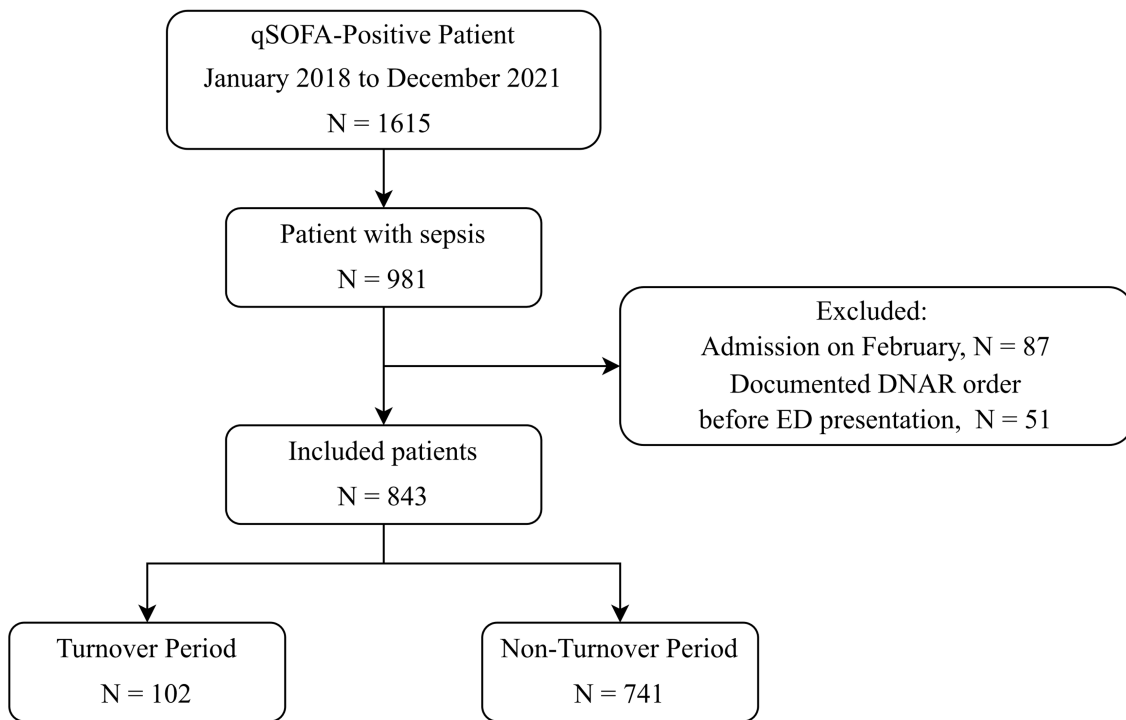 qSOFA-Positive Patient
January 2018 to December 2021
N = 1615
Patient with sepsis
N = 981
Excluded:
Admission on February, N = 87
Documented DNAR order
before ED presentation, N = 51
Included patients
N = 843
Turnover Period
N = 102
Non-Turnover Period
N = 741